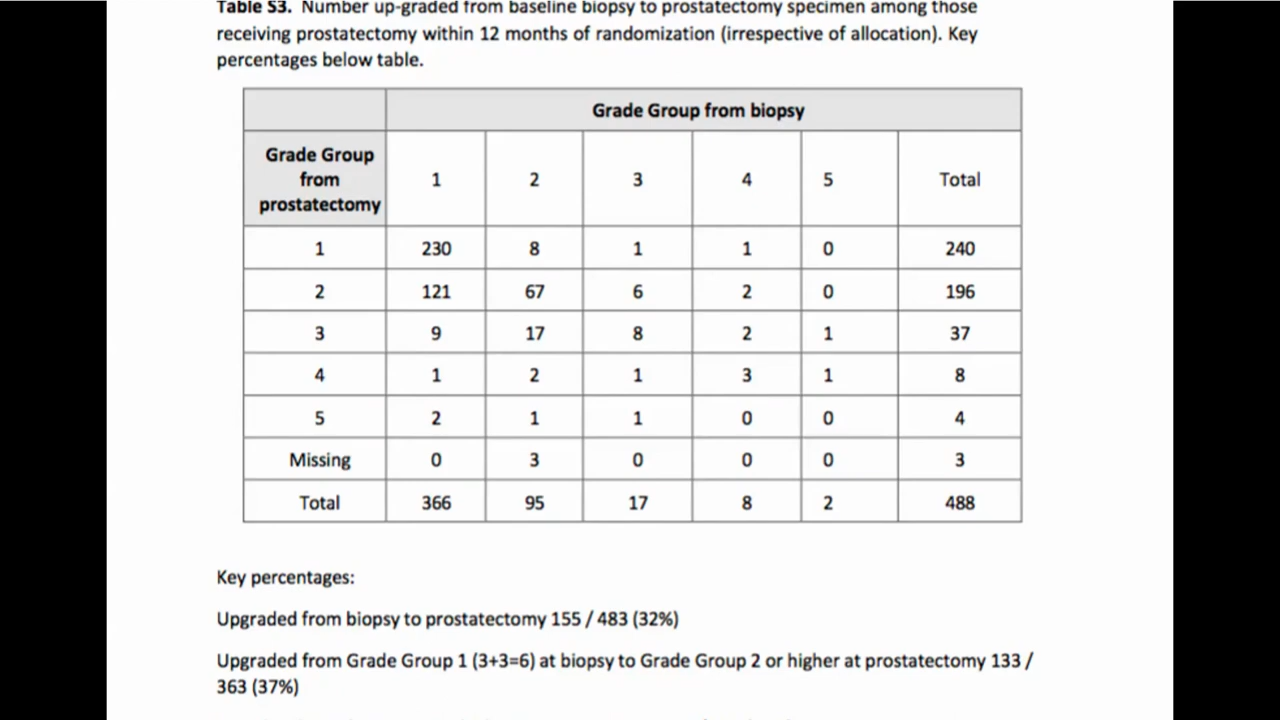 Table S3. Number up-graded from baseline biopsy to prostatectomy specimen among those
receiving prostatectomy within 12 months of randomization (irrespective of allocation). Key
percentages below table.
Grade Group from biopsy
Grade Group from prostatectomy 1 2 3 4 5 Total
1 230 8 1 1 0 240
2 121 67 6 2 0 196
3 9 17 8 2 1 37
4 1 2 1 3 1 8
5 2 1 1 0 0 4
Missing 0 3 0 0 0 3
Total 366 95 17 8 2 488
Key percentages:
Upgraded from biopsy to prostatectomy 155 / 483 (32%)
Upgraded from Grade Group 1 (3+3=6) at biopsy to Grade Group 2 or higher at prostatectomy 133 /
363 (37%)